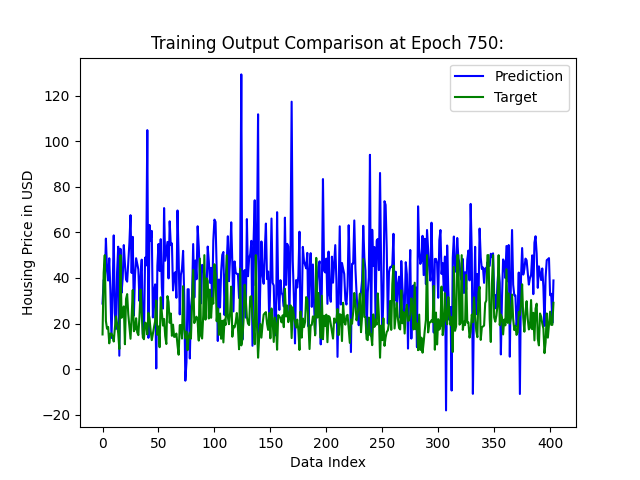 Training Output Comparison at Epoch 750:
Prediction
Target
Housing Price in USD
120
100
80
60
40
20
0
−20
0 50 100 150 200 250 300 350 400
Data Index